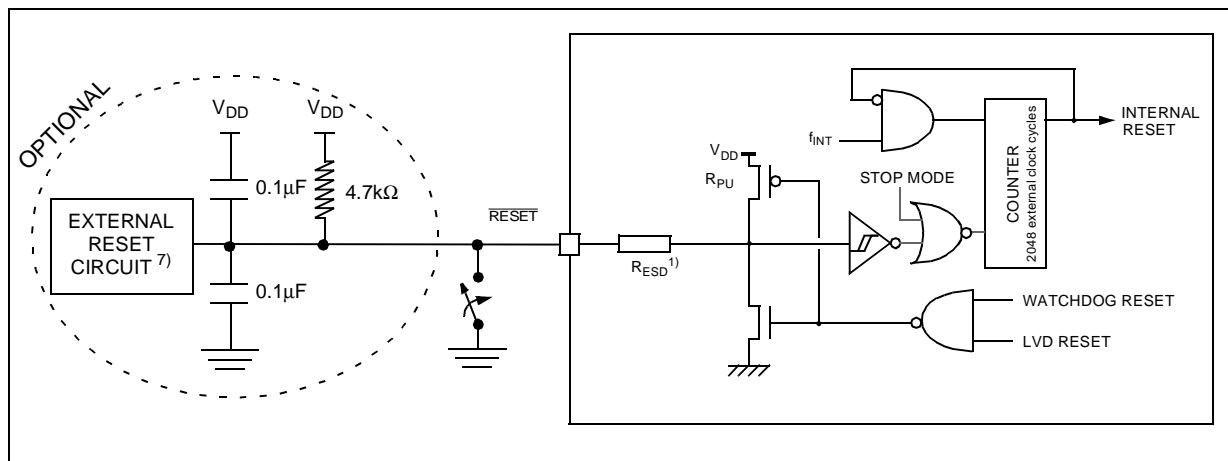 OPTIONAL
VDD
VDD
0.1µF
4.7kΩ
EXTERNAL
RESET
CIRCUIT 7)
0.1µF
RESET
RESD1)
VDD
RPU
STOP MODE
fINT
COUNTER
2048 external clock cycles
INTERNAL
RESET
WATCHDOG RESET
LVD RESET